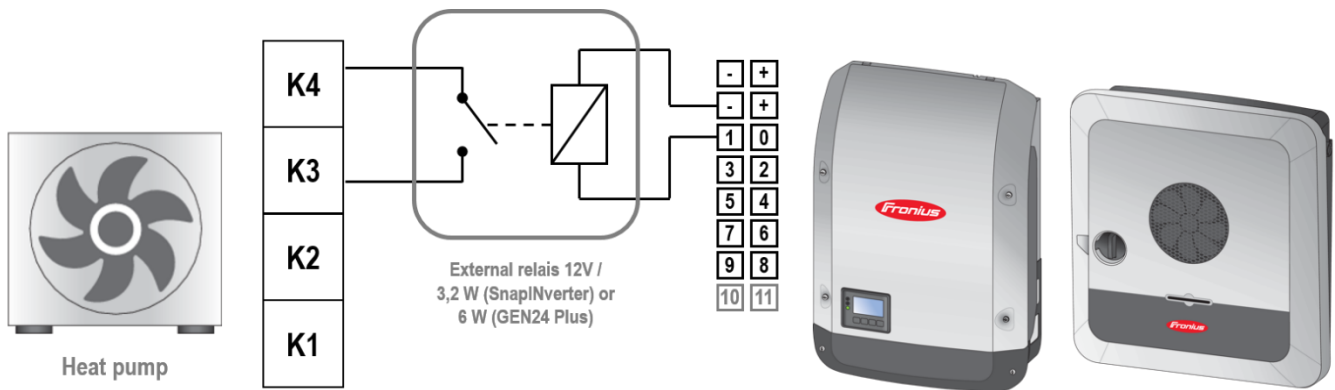 Heat pump
K4
K3
K2
K1
External relais 12V /
3,2 W (SnapINverter) or
6 W (GEN24 Plus)
- +
- +
1 0
3 2
5 4
7 6
9 8
10 11
Fronius
Fronius